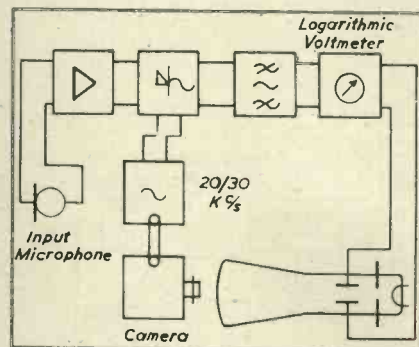 Logarithmic
Voltmeter
20/30
K C/s
Input
Microphone
Camera